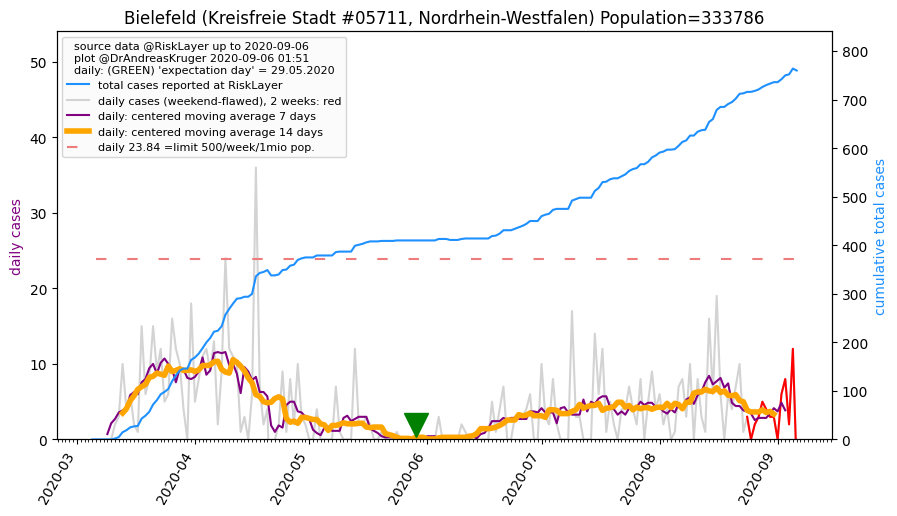 Bielefeld (Kreisfreie Stadt #05711, Nordrhein-Westfalen) Population=333786
source data @RiskLayer up to 2020-09-06
plot @DrAndreasKruger 2020-09-06 01:51
daily: (GREEN) 'expectation day' = 29.05.2020
total cases reported at RiskLayer
daily cases (weekend-flawed), 2 weeks: red
daily: centered moving average 7 days
daily: centered moving average 14 days
daily 23.84 =limit 500/week/1mio pop.
daily cases
50
40
30
20
10
0
cumulative total cases
800
700
600
500
400
300
200
100
0
2020-03
2020-04
2020-05
2020-06
2020-07
2020-08
2020-09